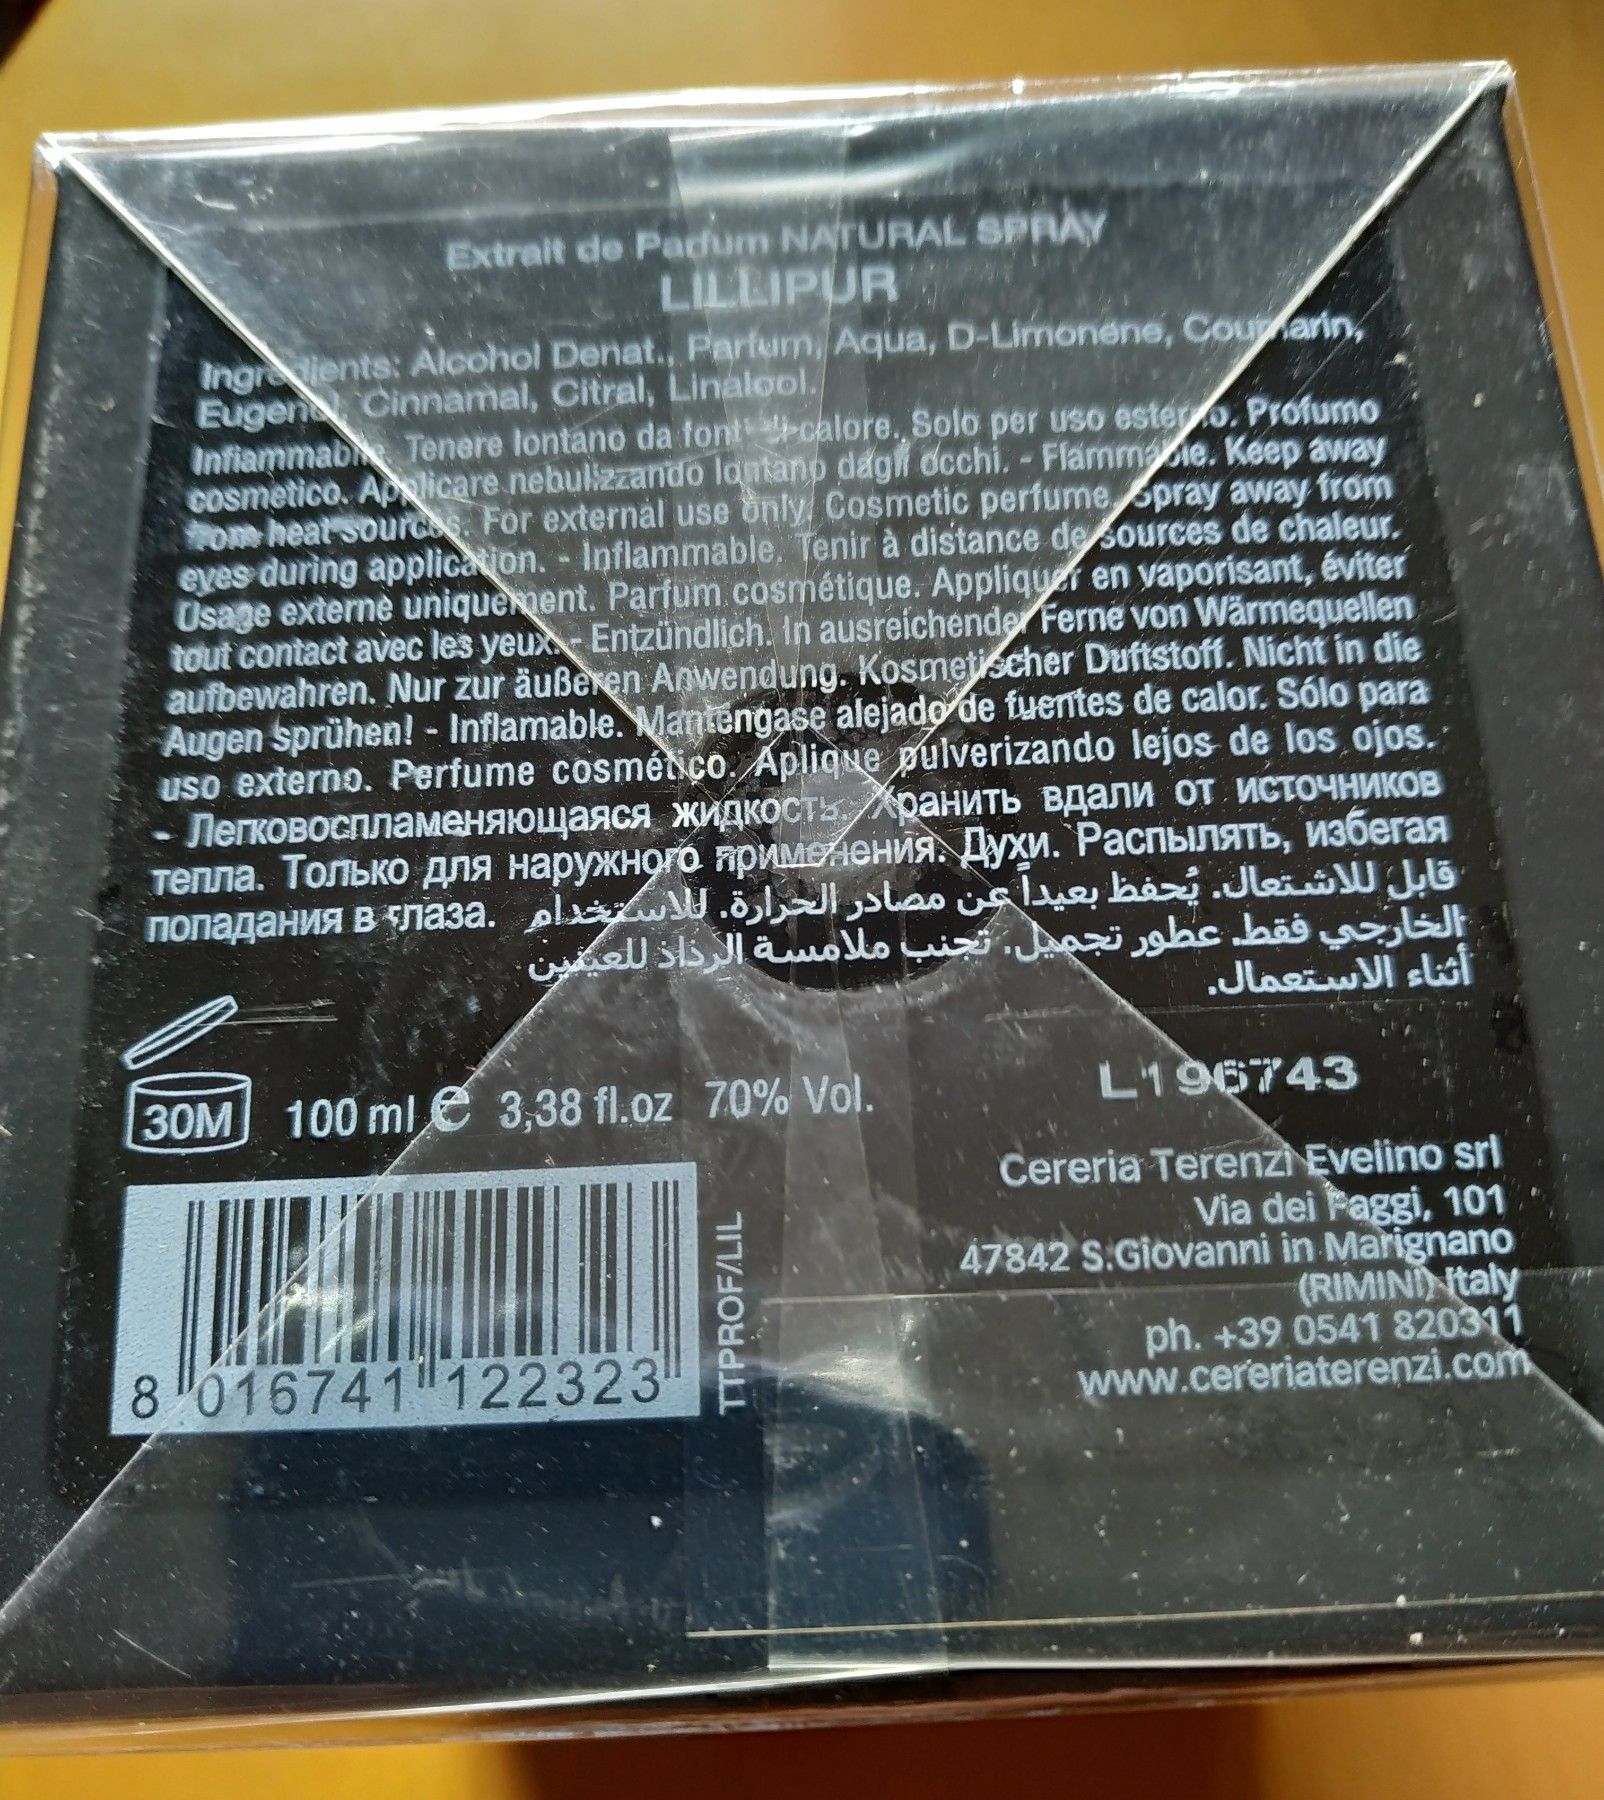 Extrait de Parfum NATURAL SPRAY
LILLIPUR
Ingredients: Alcohol Denat., Parfum, Aqua, D-Limonene, Coumarin,
Eugenol, Cinnamal, Citral, Linalool.
Infiammabile. Tenere lontano da fonti di calore. Solo per uso esterno. Profumo
cosmetico. Applicare nebulizzando lontano dagli occhi. - Flammable. Keep away
from heat sources. For external use only. Cosmetic perfume. Spray away from
eyes during application. - Inflammable. Tenir à distance de sources de chaleur.
Usage externe uniquement. Parfum cosmétique. Appliquer en vaporisant, éviter
tout contact avec les yeux. - Entzündlich. In ausreichender Ferne von Wärmequellen
aufbewahren. Nur zur äußeren Anwendung. Kosmetischer Duftstoff. Nicht in die
Augen sprühen! - Inflamable. Mantengase alejado de fuentes de calor. Sólo para
uso externo. Perfume cosmético. Aplique pulverizando lejos de los ojos.
- Легковоспламеняющаяся жидкость. Хранить вдали от источников
тепла. Только для наружного применения. Духи. Распылять, избегая
попадания в глаза. قابل للاشتعال. يُحفظ بعيداً عن مصادر الحرارة. للاستخدام
الخارجي فقط. عطور تجميل. تجنب ملامسة الرذاذ للعينين
أثناء الاستعمال.
30M 100 ml e 3,38 fl.oz 70% Vol.
L196743
Cereria Terenzi Evelino srl
Via dei Faggi, 101
47842 S.Giovanni in Marignano
(RIMINI) Italy
ph. +39 0541 820311
www.cereriaterenzi.com
TTPROF/LIL
8 016741 122323